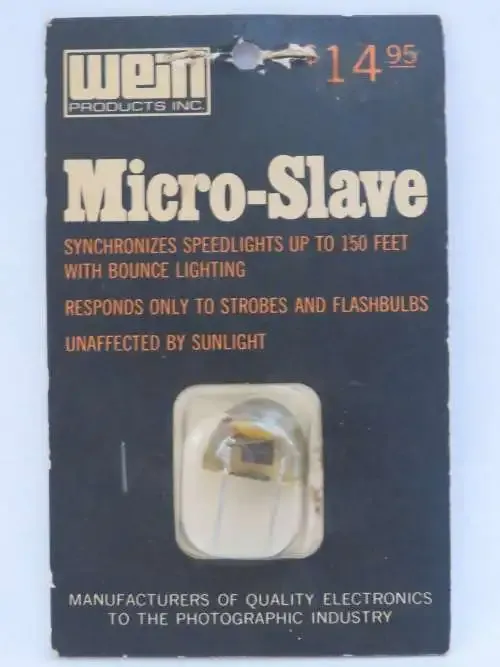 Wein
PRODUCTS INC.
$14 95
Micro-Slave
SYNCHRONIZES SPEEDLIGHTS UP TO 150 FEET
WITH BOUNCE LIGHTING
RESPONDS ONLY TO STROBES AND FLASHBULBS
UNAFFECTED BY SUNLIGHT
MANUFACTURERS OF QUALITY ELECTRONICS
TO THE PHOTOGRAPHIC INDUSTRY